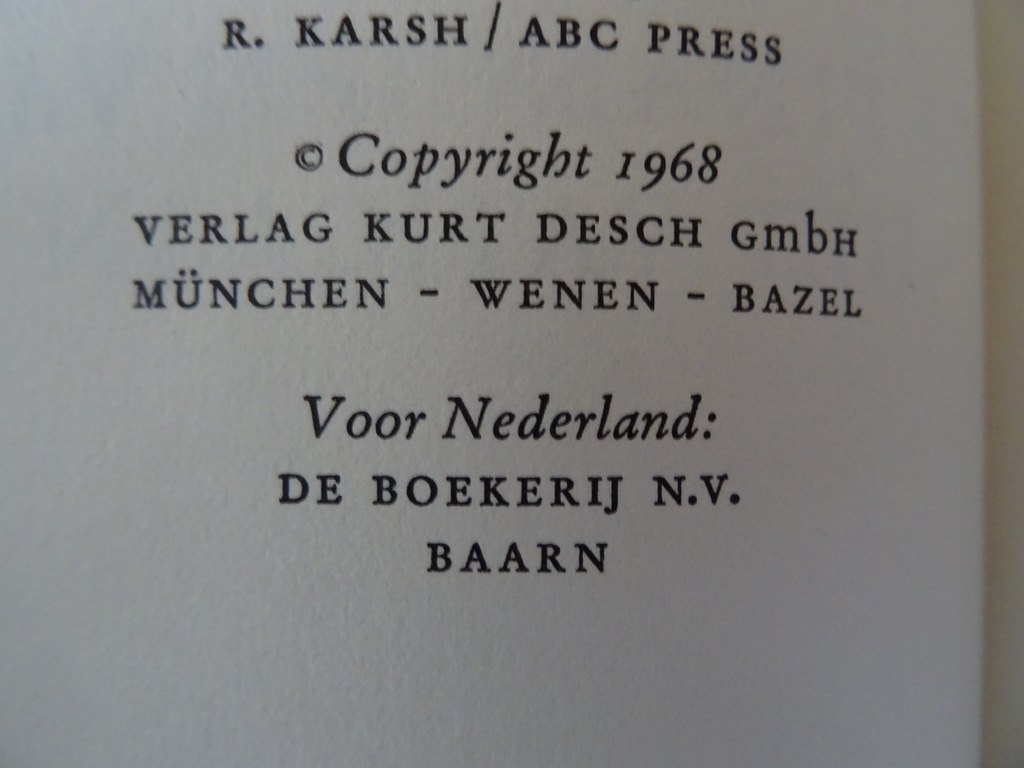 R. KARSH / ABC PRESS
© Copyright 1968
VERLAG KURT DESCH GmbH
MÜNCHEN - WENEN - BAZEL
Voor Nederland:
DE BOEKERIJ N.V.
BAARN